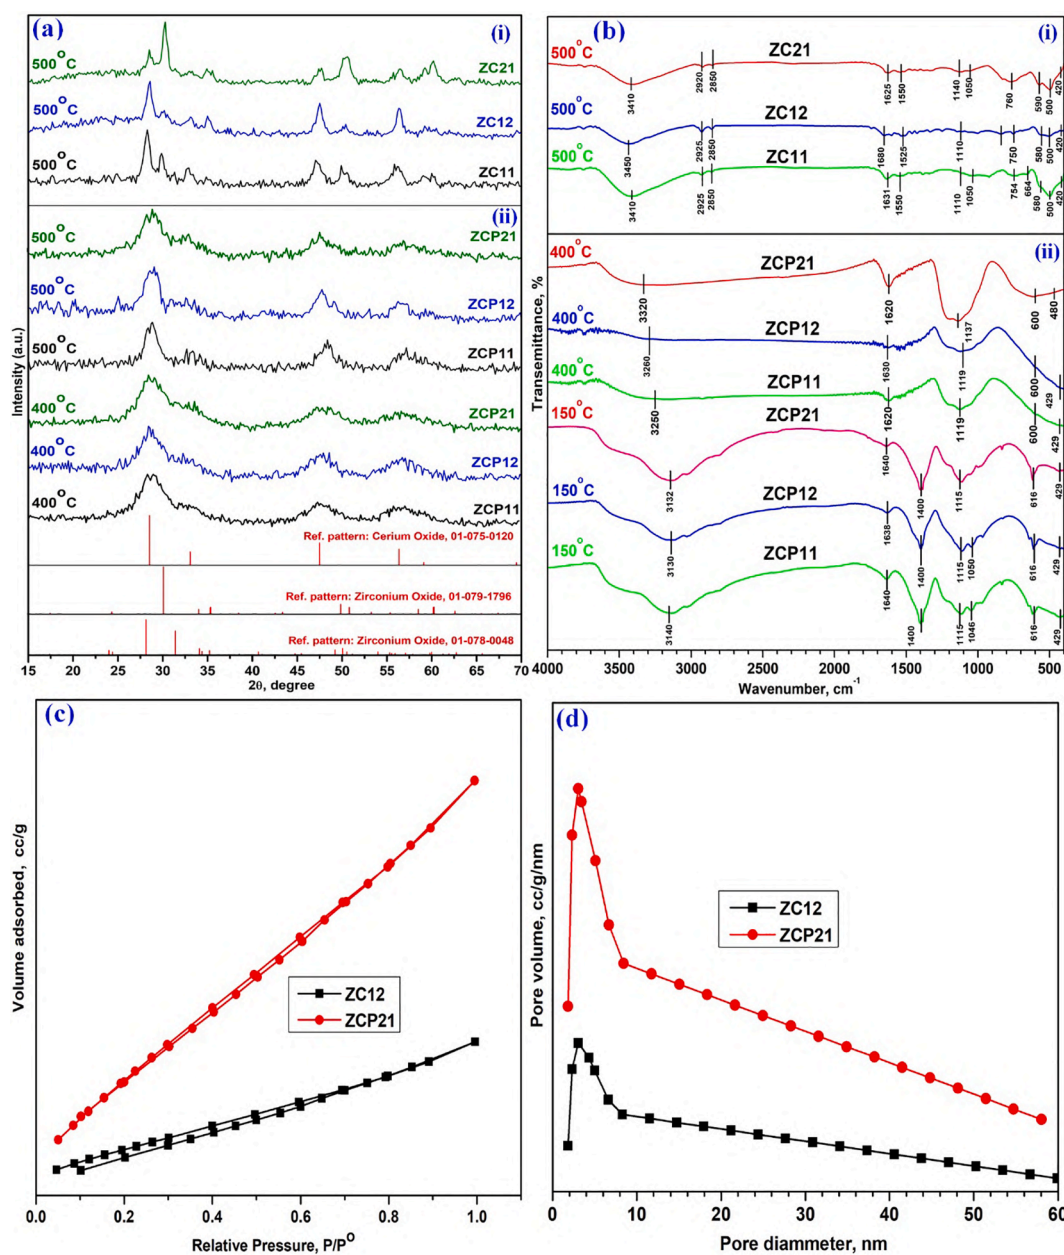 (a)
(i)
500°C
ZC21
500°C
ZC12
500°C
ZC11
(ii)
500°C
ZCP21
500°C
ZCP12
500°C
ZCP11
400°C
ZCP21
400°C
ZCP12
400°C
ZCP11
Ref. pattern: Cerium Oxide, 01-075-0120
Ref. pattern: Zirconium Oxide, 01-079-1796
Ref. pattern: Zirconium Oxide, 01-078-0048
Intensity (a.u.)
15 20 25 30 35 40 45 50 55 60 65 70
2θ, degree
(b)
(i)
500°C
ZC21
3410 2920 2850 1625 1550 1140 1050 760 590 500 420
500°C
ZC12
3450 2925 2850 1680 1525 1110 750 580 500 420
500°C
ZC11
3410 2925 2850 1631 1550 1110 1050 754 664 580 500 420
(ii)
400°C
ZCP21
3320 1620 1137 600 480
400°C
ZCP12
3260 1630 1119 600 429
400°C
ZCP11
3250 1620 1119 600 429
150°C
ZCP21
3132 1640 1400 1115 616 429
150°C
ZCP12
3130 1638 1400 1115 1050 616 429
150°C
ZCP11
3140 1640 1400 1115 1046 616 429
Transemittance, %
4000 3500 3000 2500 2000 1500 1000 500
Wavenumber, cm-1
(c)
ZC12
ZCP21
Volume adsorbed, cc/g
0.0 0.2 0.4 0.6 0.8 1.0
Relative Pressure, P/P°
(d)
ZC12
ZCP21
Pore volume, cc/g/nm
0 10 20 30 40 50 60
Pore diammeter, nm